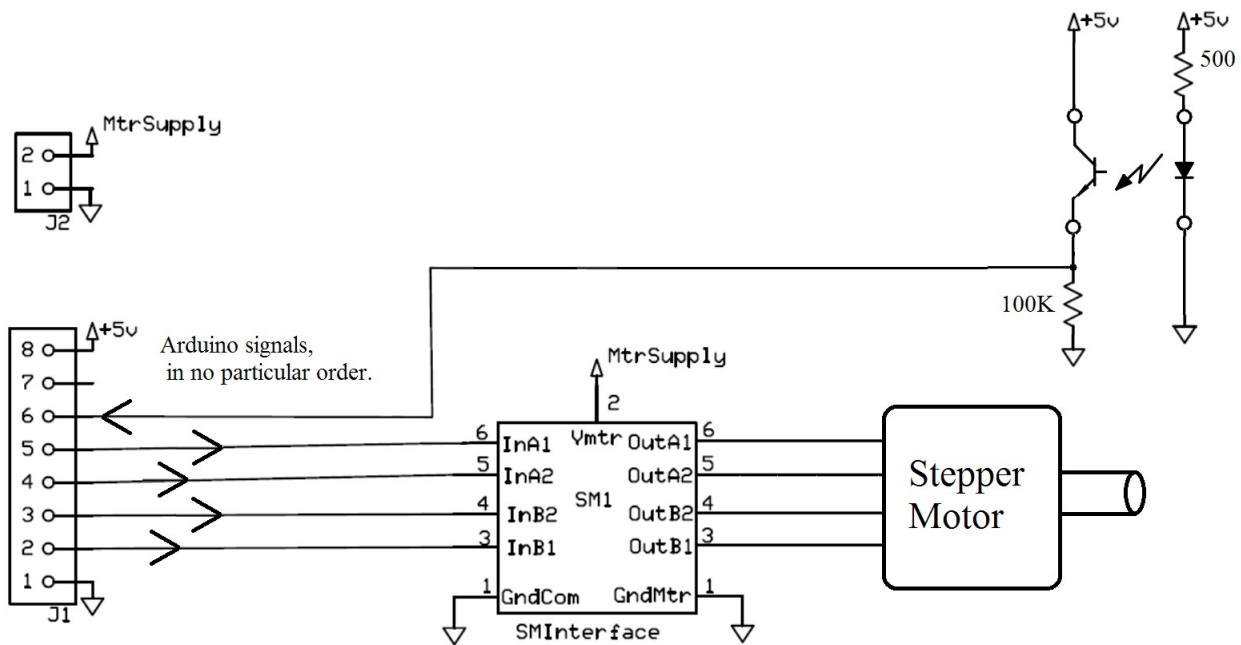 +5v
+5v
500
MtrSupply
2
1
J2
100K
+5v
8
7
6
5
4
3
2
1
J1
Arduino signals,
in no particular order.
MtrSupply
2
Vmtr
6 InA1
5 InA2
4 InB2
3 InB1
1 GndCom
SM1
OutA1 6
OutA2 5
OutB2 4
OutB1 3
GndMtr 1
SMInterface
Stepper
Motor